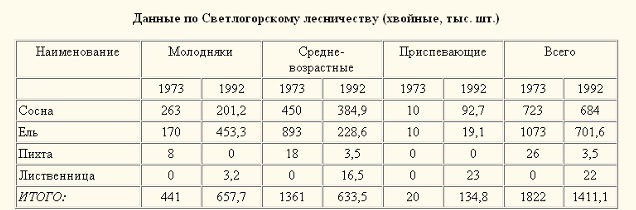 Данные по Светлогорскому лесничеству (хвойные, тыс. шт.)
Наименование Молодняки Средне-возрастные Приспевающие Всего
1973 1992 1973 1992 1973 1992 1973 1992
Сосна 263 201,2 450 384,9 10 92,7 723 684
Ель 170 453,3 893 228,6 10 19,1 1073 701,6
Пихта 8 0 18 3,5 0 0 26 3,5
Лиственница 0 3,2 0 16,5 0 23 0 22
ИТОГО: 441 657,7 1361 633,5 20 134,8 1822 1411,1